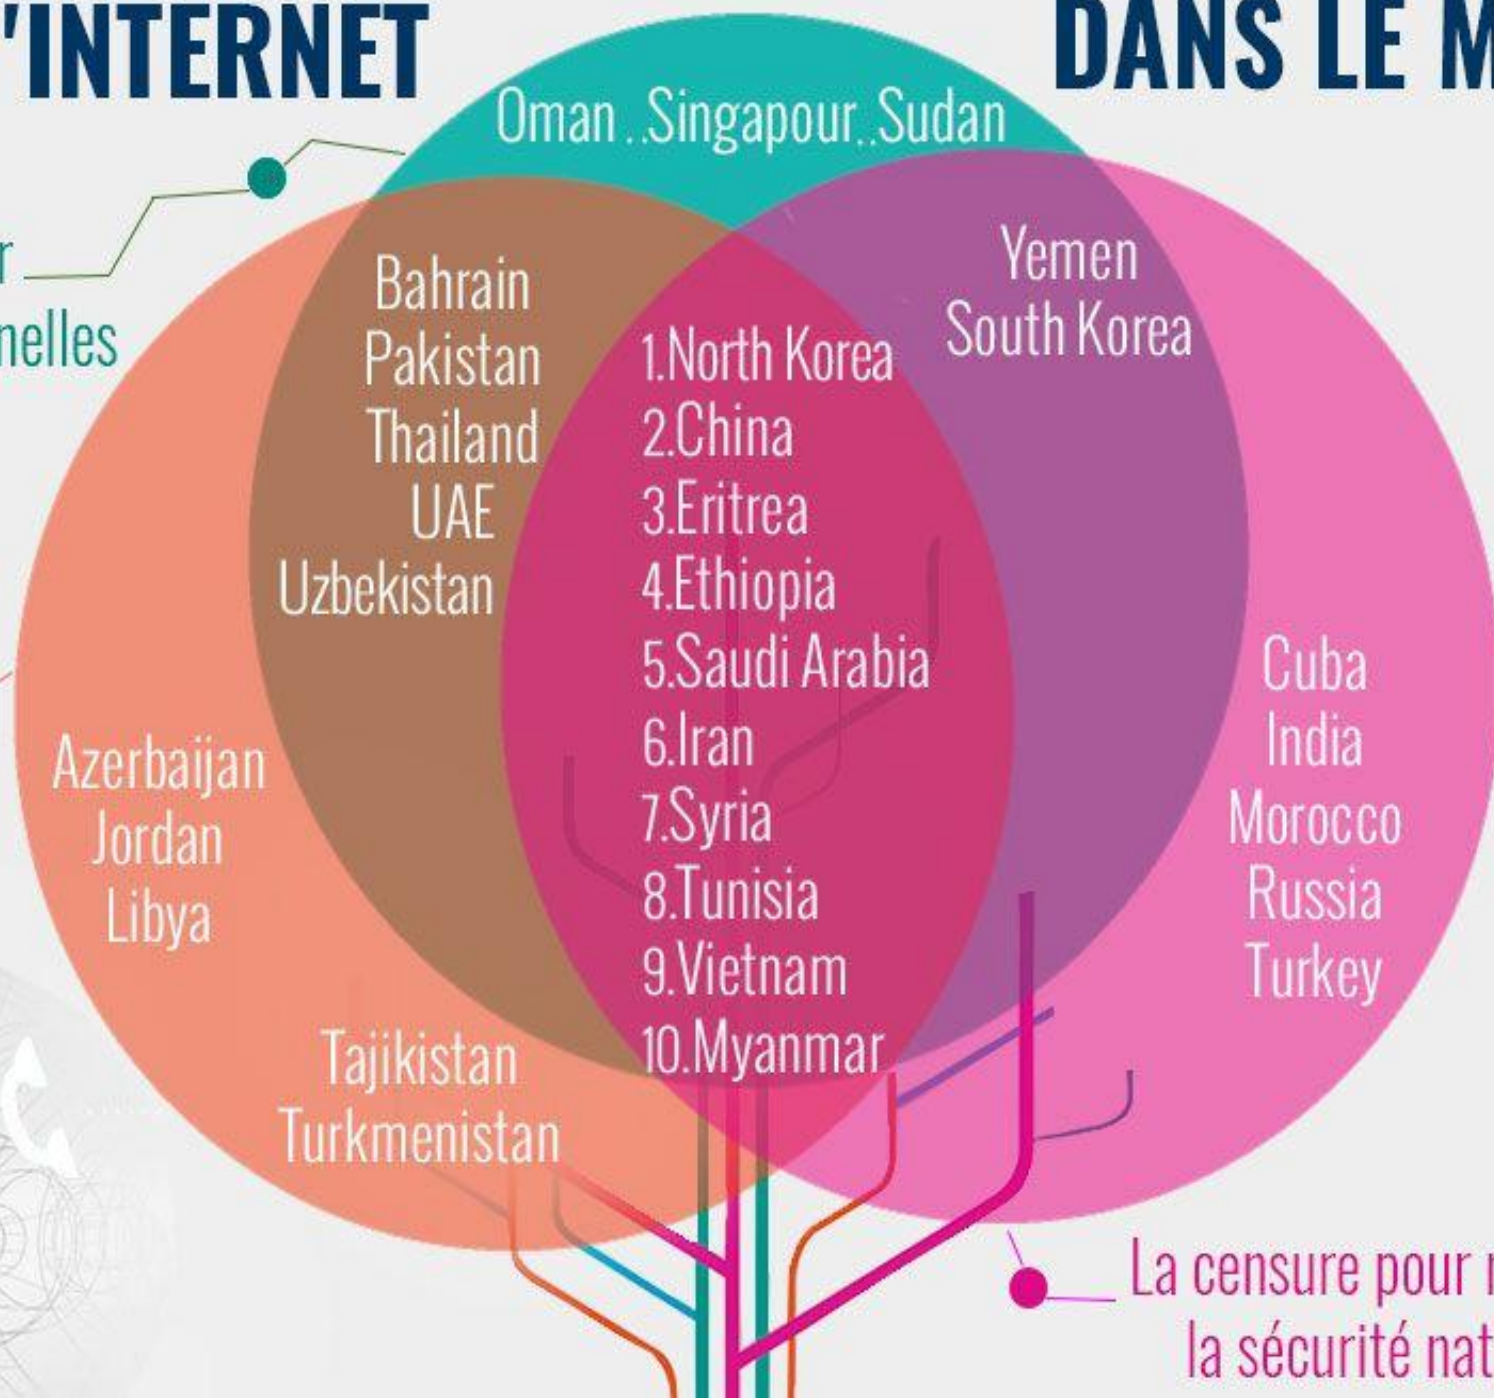 'INTERNET
DANS LE M
Oman ..Singapour..Sudan
r
nelles
Bahrain
Pakistan
Thailand
UAE
Uzbekistan
Yemen
South Korea
1.North Korea
2.China
3.Eritrea
4.Ethiopia
5.Saudi Arabia
6.Iran
7.Syria
8.Tunisia
9.Vietnam
10.Myanmar
Azerbaijan
Jordan
Libya
Tajikistan
Turkmenistan
Cuba
India
Morocco
Russia
Turkey
La censure pour
la sécurité nat